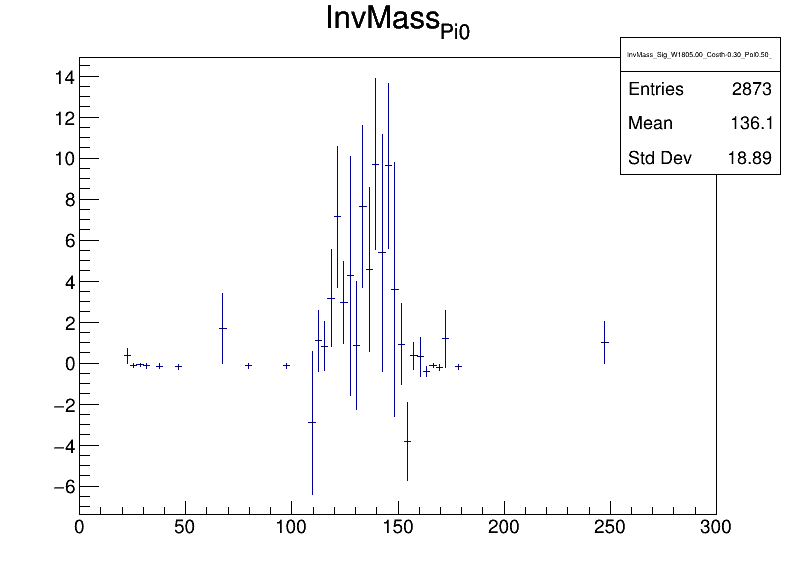 InvMass_Pi0
InvMass_Sig_W1805.00_Costh-0.30_Pol0.50_
Entries 2873
Mean 136.1
Std Dev 18.89
14
12
10
8
6
4
2
0
−2
−4
−6
0 50 100 150 200 250 300